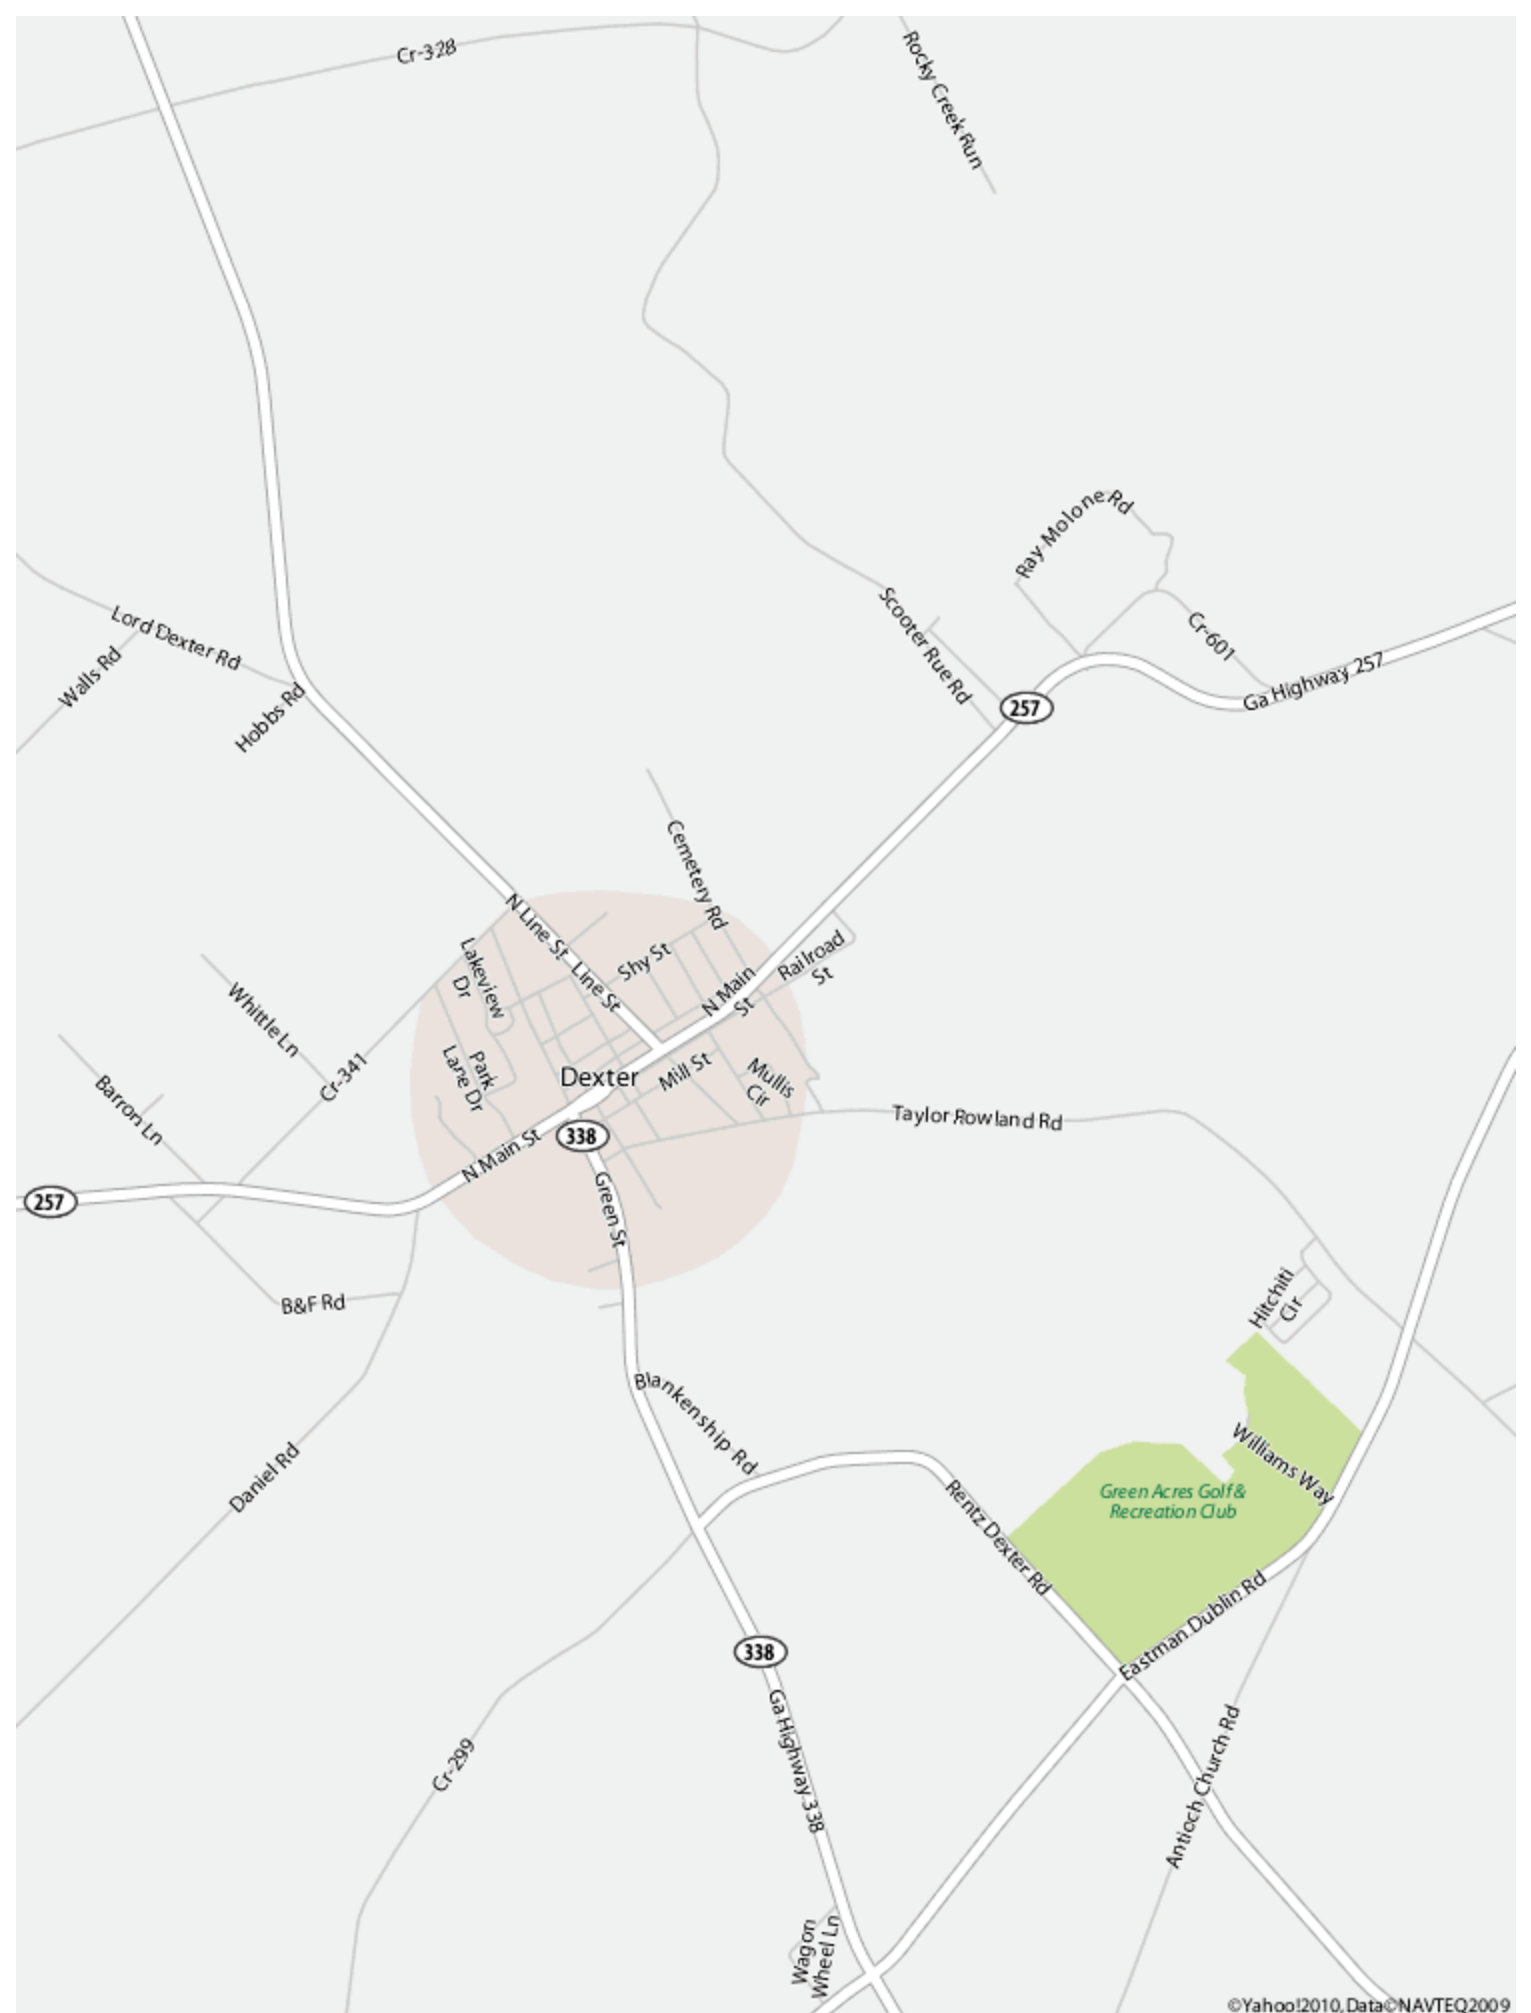 Cr-328
Rocky Creek Run
Ray Molone Rd
Lord Dexter Rd
Walls Rd
Hobbs Rd
Scooter Rue Rd
Cr-601
257
Ga Highway 257
Cemetery Rd
N Line St
Line St
Shy St
Lakeview
Dr
N Main
St
Railroad
St
Whittle Ln
Cr-341
Barron Ln
Park
Lane Dr
Dexter
Mill St
Mullis
Cir
338
Taylor Rowland Rd
N Main St
257
Green St
B&F Rd
Hitchiti
Cir
Blankenship Rd
Daniel Rd
Williams Way
Rentz Dexter Rd
Green Acres Golf &
Recreation Club
Eastman Dublin Rd
338
Ga Highway 338
Cr-299
Antioch Church Rd
Wagon
Wheel Ln
©Yahoo!2010, Data©NAVTEQ2009